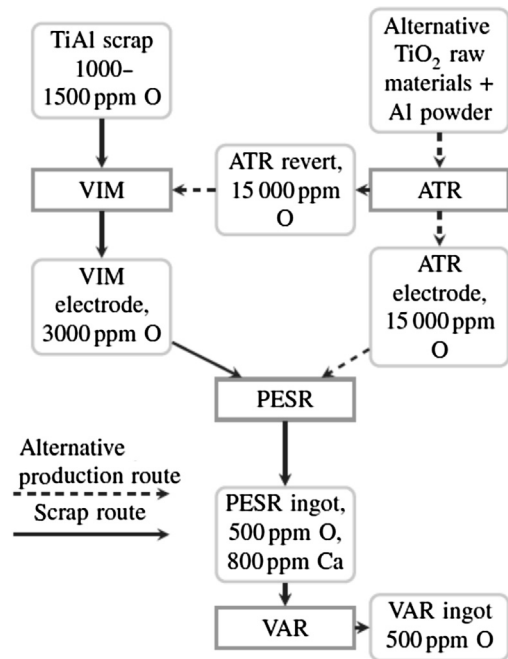 TiAl scrap
1000–
1500 ppm O
Alternative
TiO₂ raw
materials +
Al powder
VIM
ATR revert,
15 000 ppm
O
ATR
VIM
electrode,
3000 ppm O
ATR
electrode,
15 000 ppm
O
PESR
Alternative
production route
Scrap route
PESR ingot,
500 ppm O,
800 ppm Ca
VAR
VAR ingot
500 ppm O